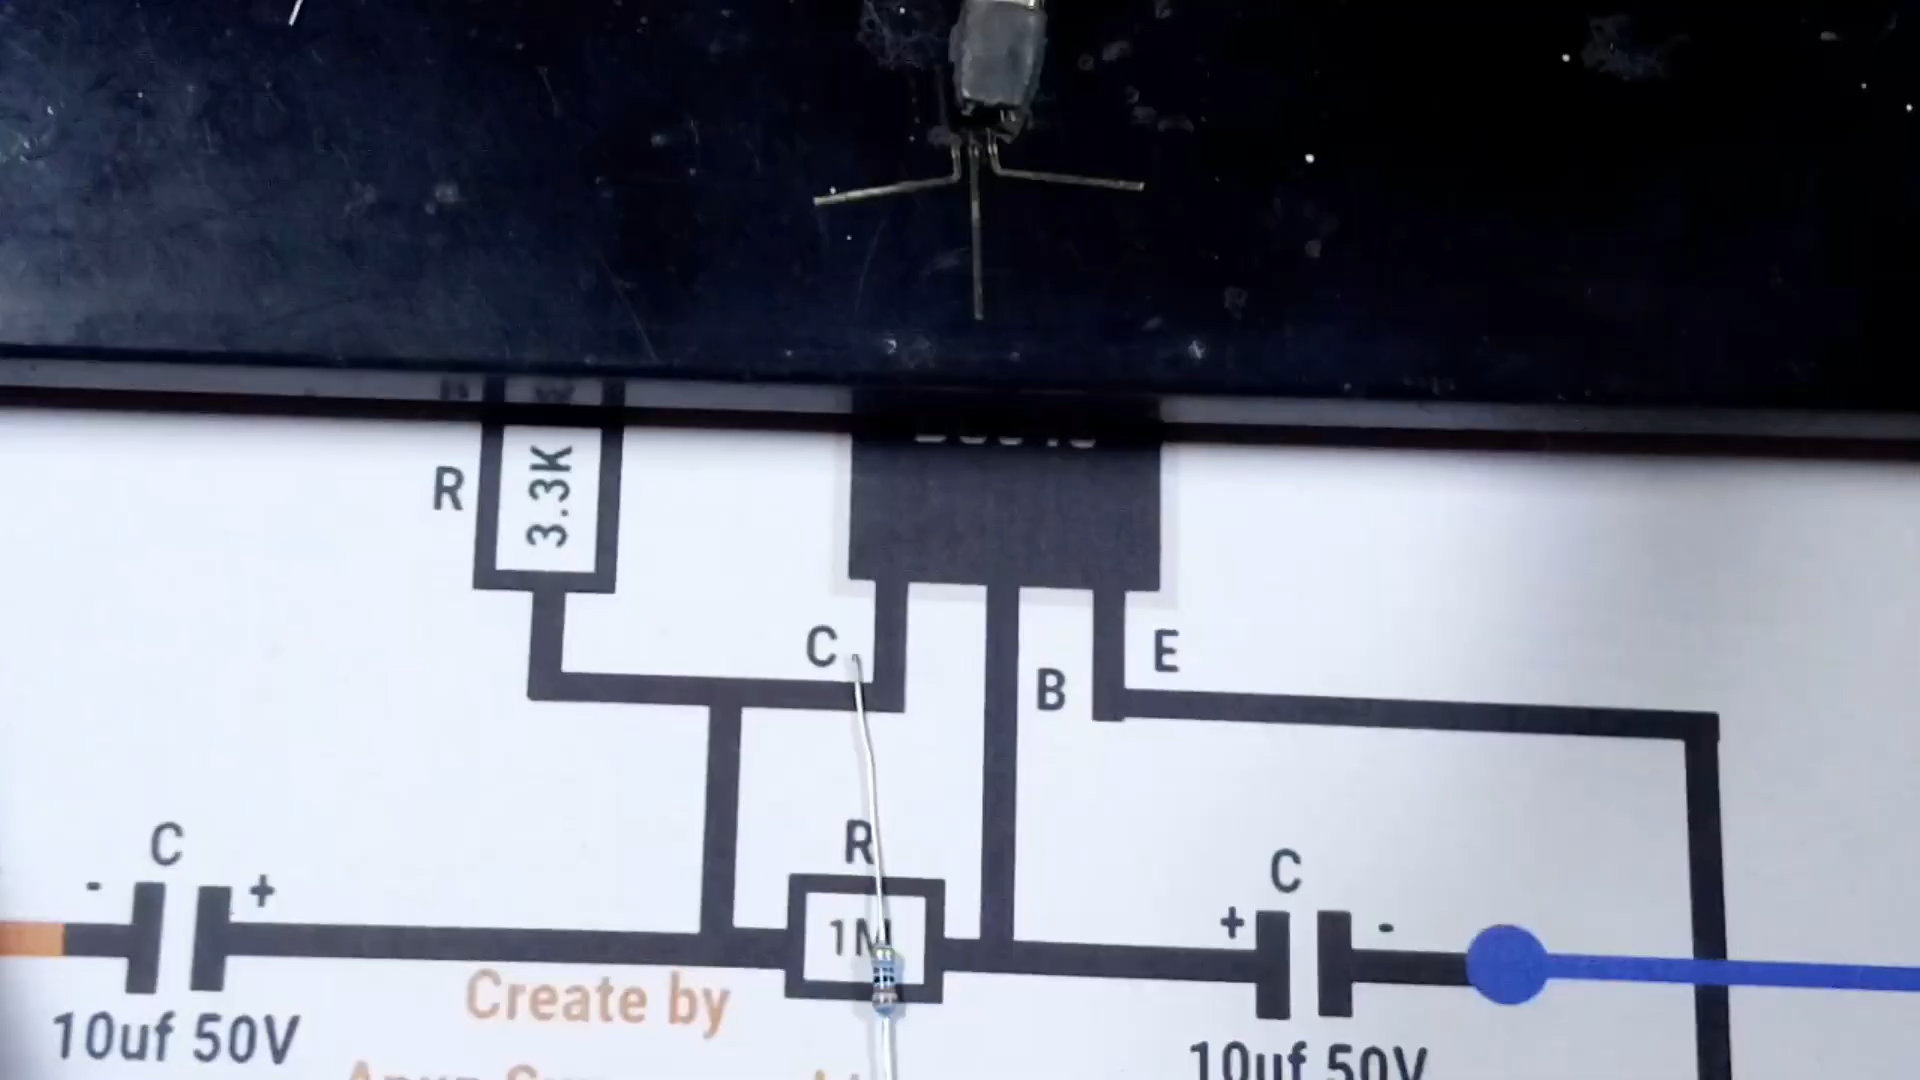 R
3.3K
C
E
B
R
C
- +
1M
C
+ -
Create by
10uf 50V
10uf 50V